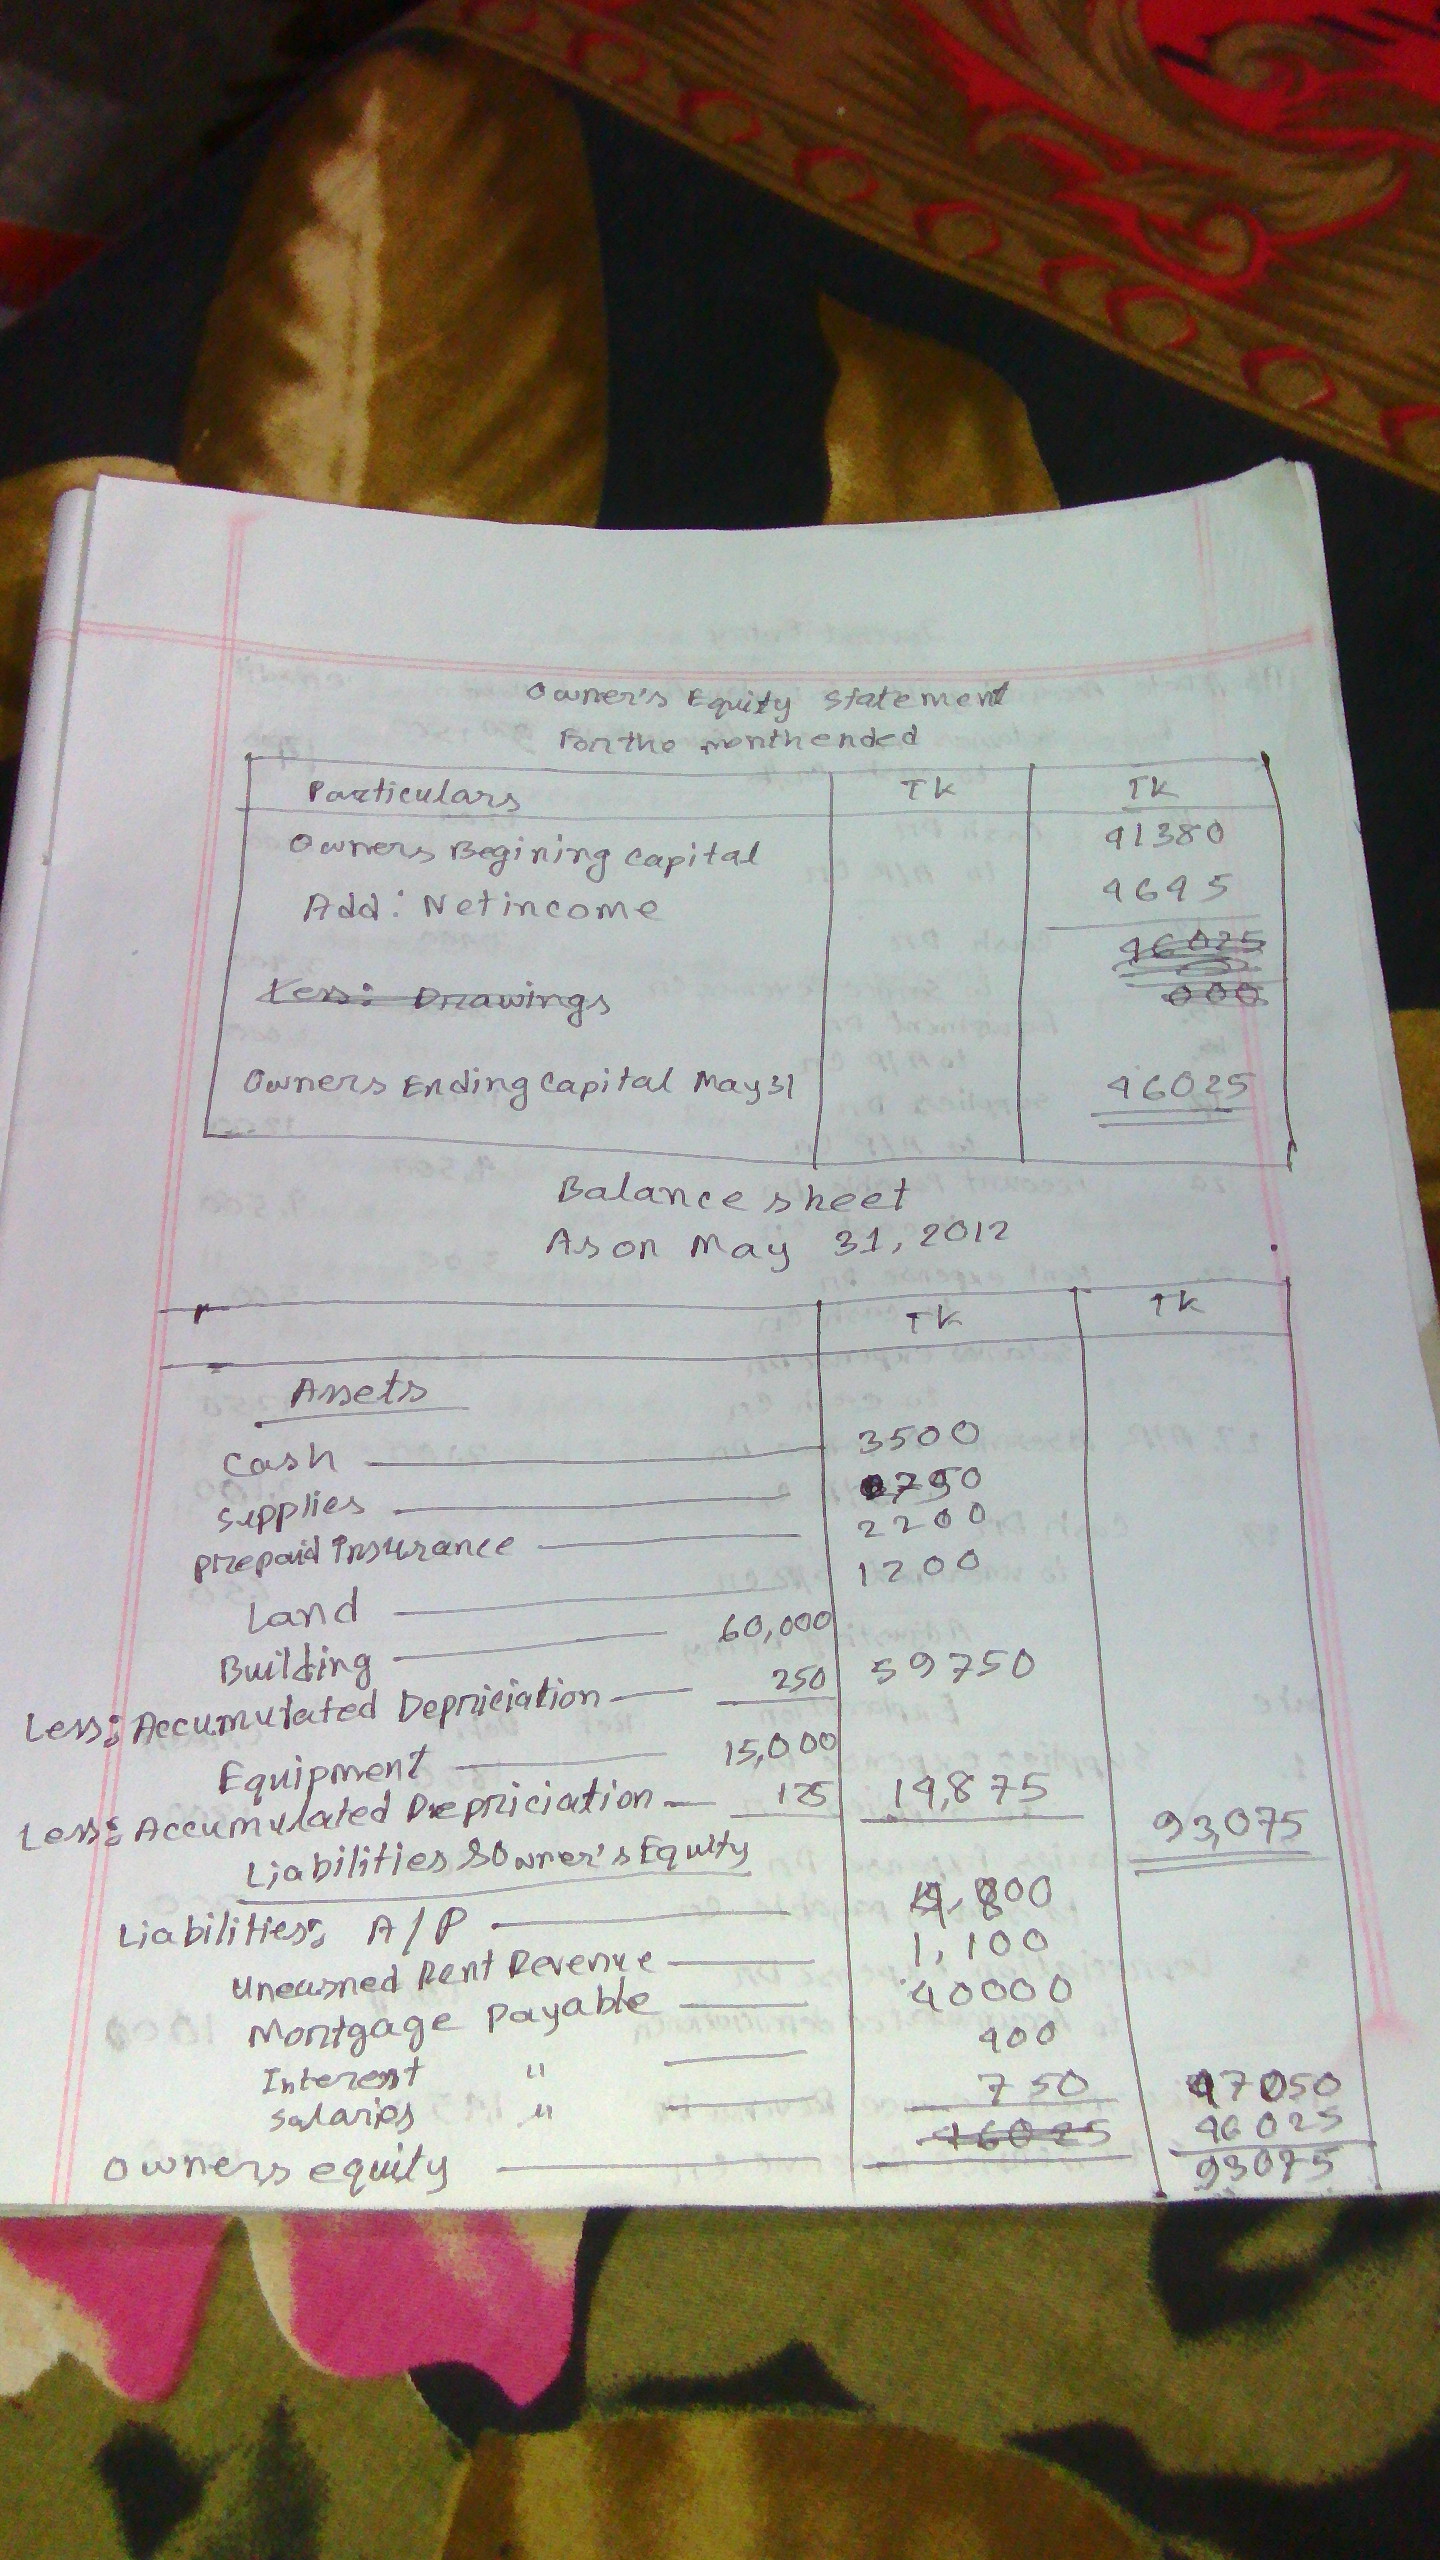 Owner's Equity Statement
For the month ended
Particulars TK TK
Owners Begining Capital 41380
Add: Net income 4645
46025
Less: Drawings 000
Owners Ending Capital May 31 46025
Balance sheet
As on May 31, 2012
TK TK
Assets
Cash 3500
Supplies
Prepaid Insurance 2200
Land 1200
Building 60,000
Less: Accumulated Depriciation 250 59750
Equipment 15,000
Less: Accumulated Depriciation 125 14,875 93,075
Liabilities & Owner's Equity
Liabilities: A/P 4,800
Unearned Rent Revenue 1,100
Mortgage Payable 40000
Interest " 400
Salaries " 750 47050
Owners equity 46025 46025
93075